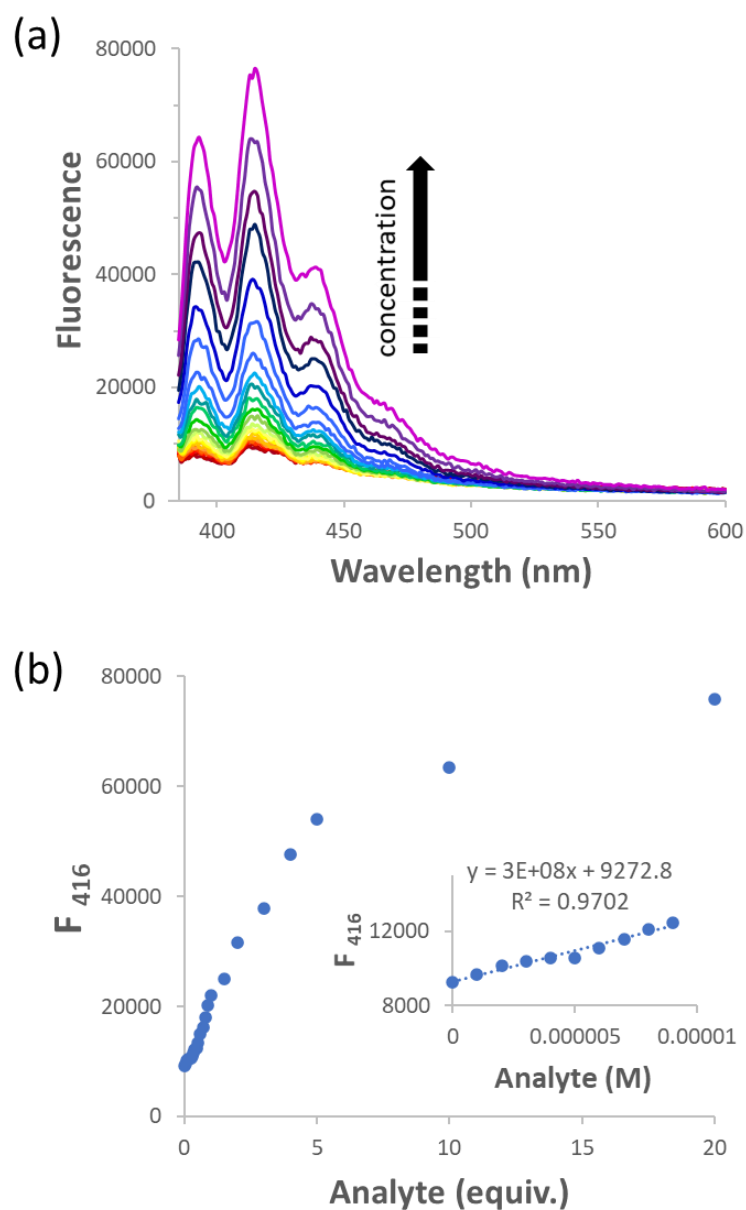 (a)
80000
60000
40000
20000
0
Fluorescence
concentration
400
450
500
550
600
Wavelength (nm)
(b)
80000
60000
40000
20000
0
F 416
y = 3E+08x + 9272.8
R² = 0.9702
F 416
12000
8000
0
0.000005
0.00001
Analyte (M)
0
5
10
15
20
Analyte (equiv.)